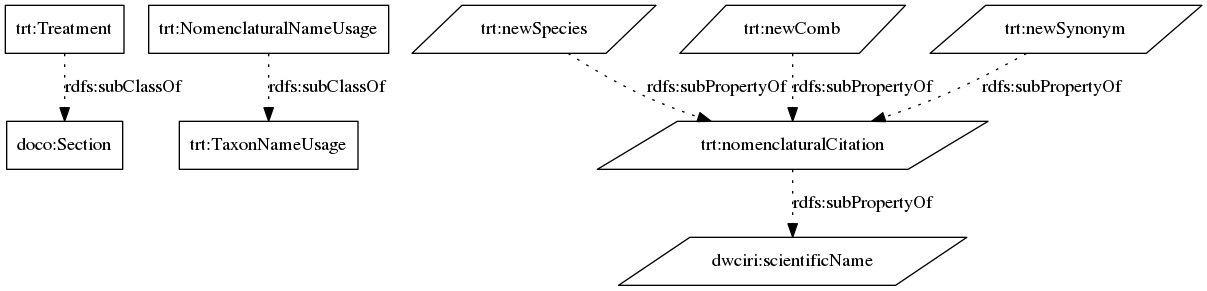 trt:Treatment
trt:NomenclaturalNameUsage
trt:newSpecies
trt:newComb
trt:newSynonym
rdfs:subClassOf
rdfs:subClassOf
rdfs:subPropertyOf
rdfs:subPropertyOf
rdfs:subPropertyOf
doco:Section
trt:TaxonNameUsage
trt:nomenclaturalCitation
rdfs:subPropertyOf
dwciri:scientificName